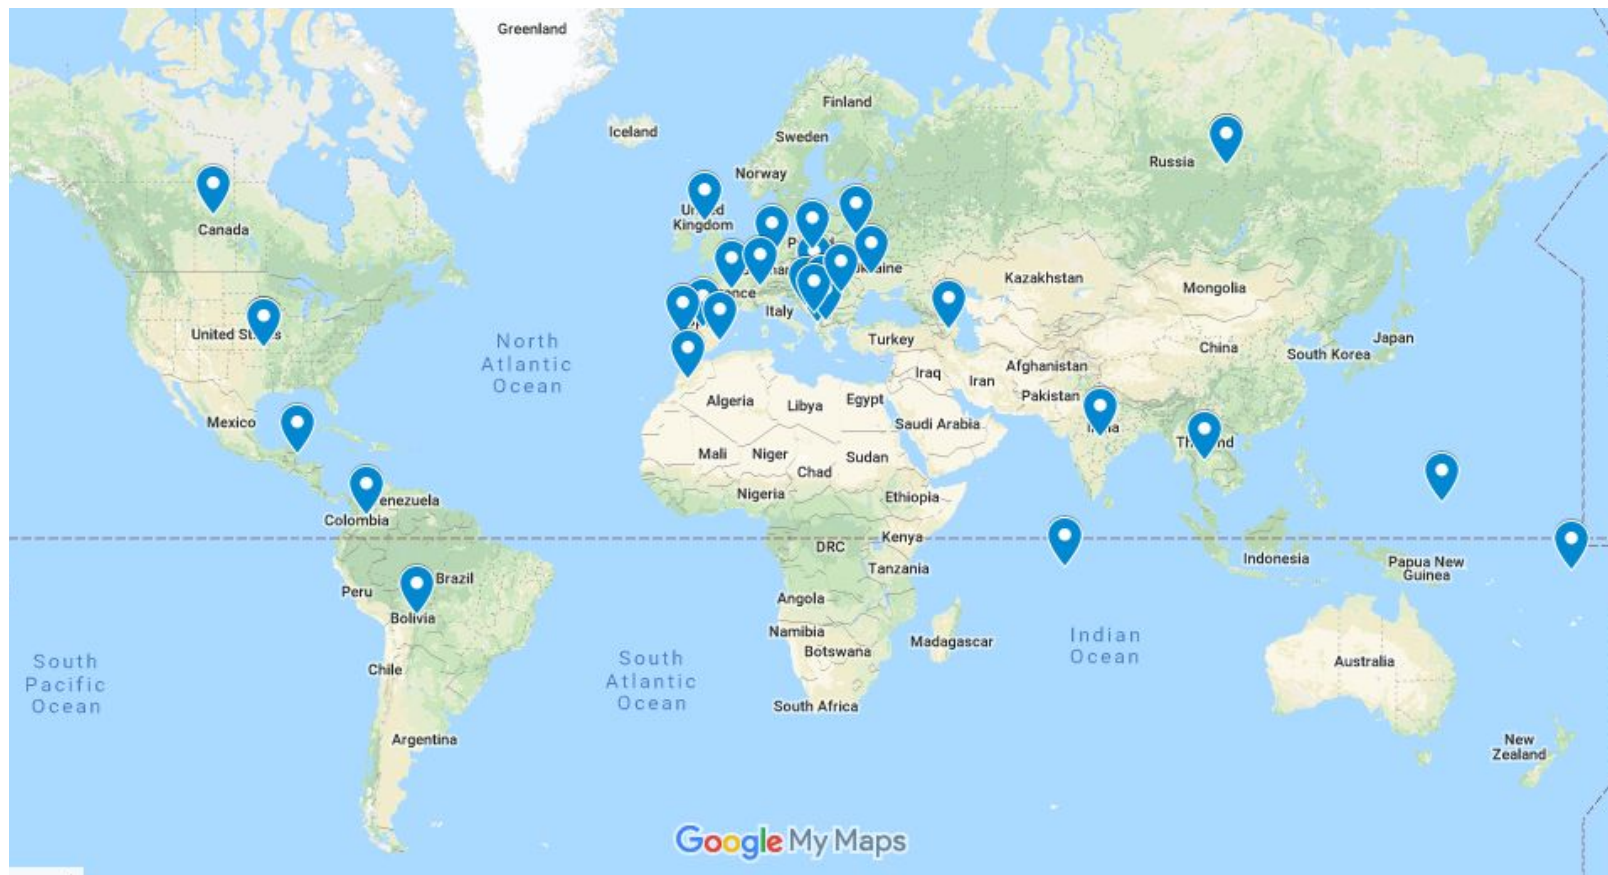 Greenland
Finland
Iceland
Sweden
Russia
Norway
United
Kingdom
Canada
Kazakhstan
Mongolia
Italy
United
North
Atlantic
Ocean
Turkey
Japan
China
South Korea
Afghanistan
Iraq
Iran
Pakistan
Algeria
Libya
Egypt
Mexico
Saudi Arabia
Mali
Niger
Sudan
Chad
Nigeria
Ethiopia
enezuela
Colombia
Kenya
DRC
Indonesia
Papua New
Guinea
Tanzania
Brazil
Peru
Angola
Bolivia
Namibia
Botswana
Madagascar
Indian
Ocean
South
Pacific
Ocean
South
Atlantic
Ocean
Chile
Australia
South Africa
Argentina
New
Zealand
Google My Maps